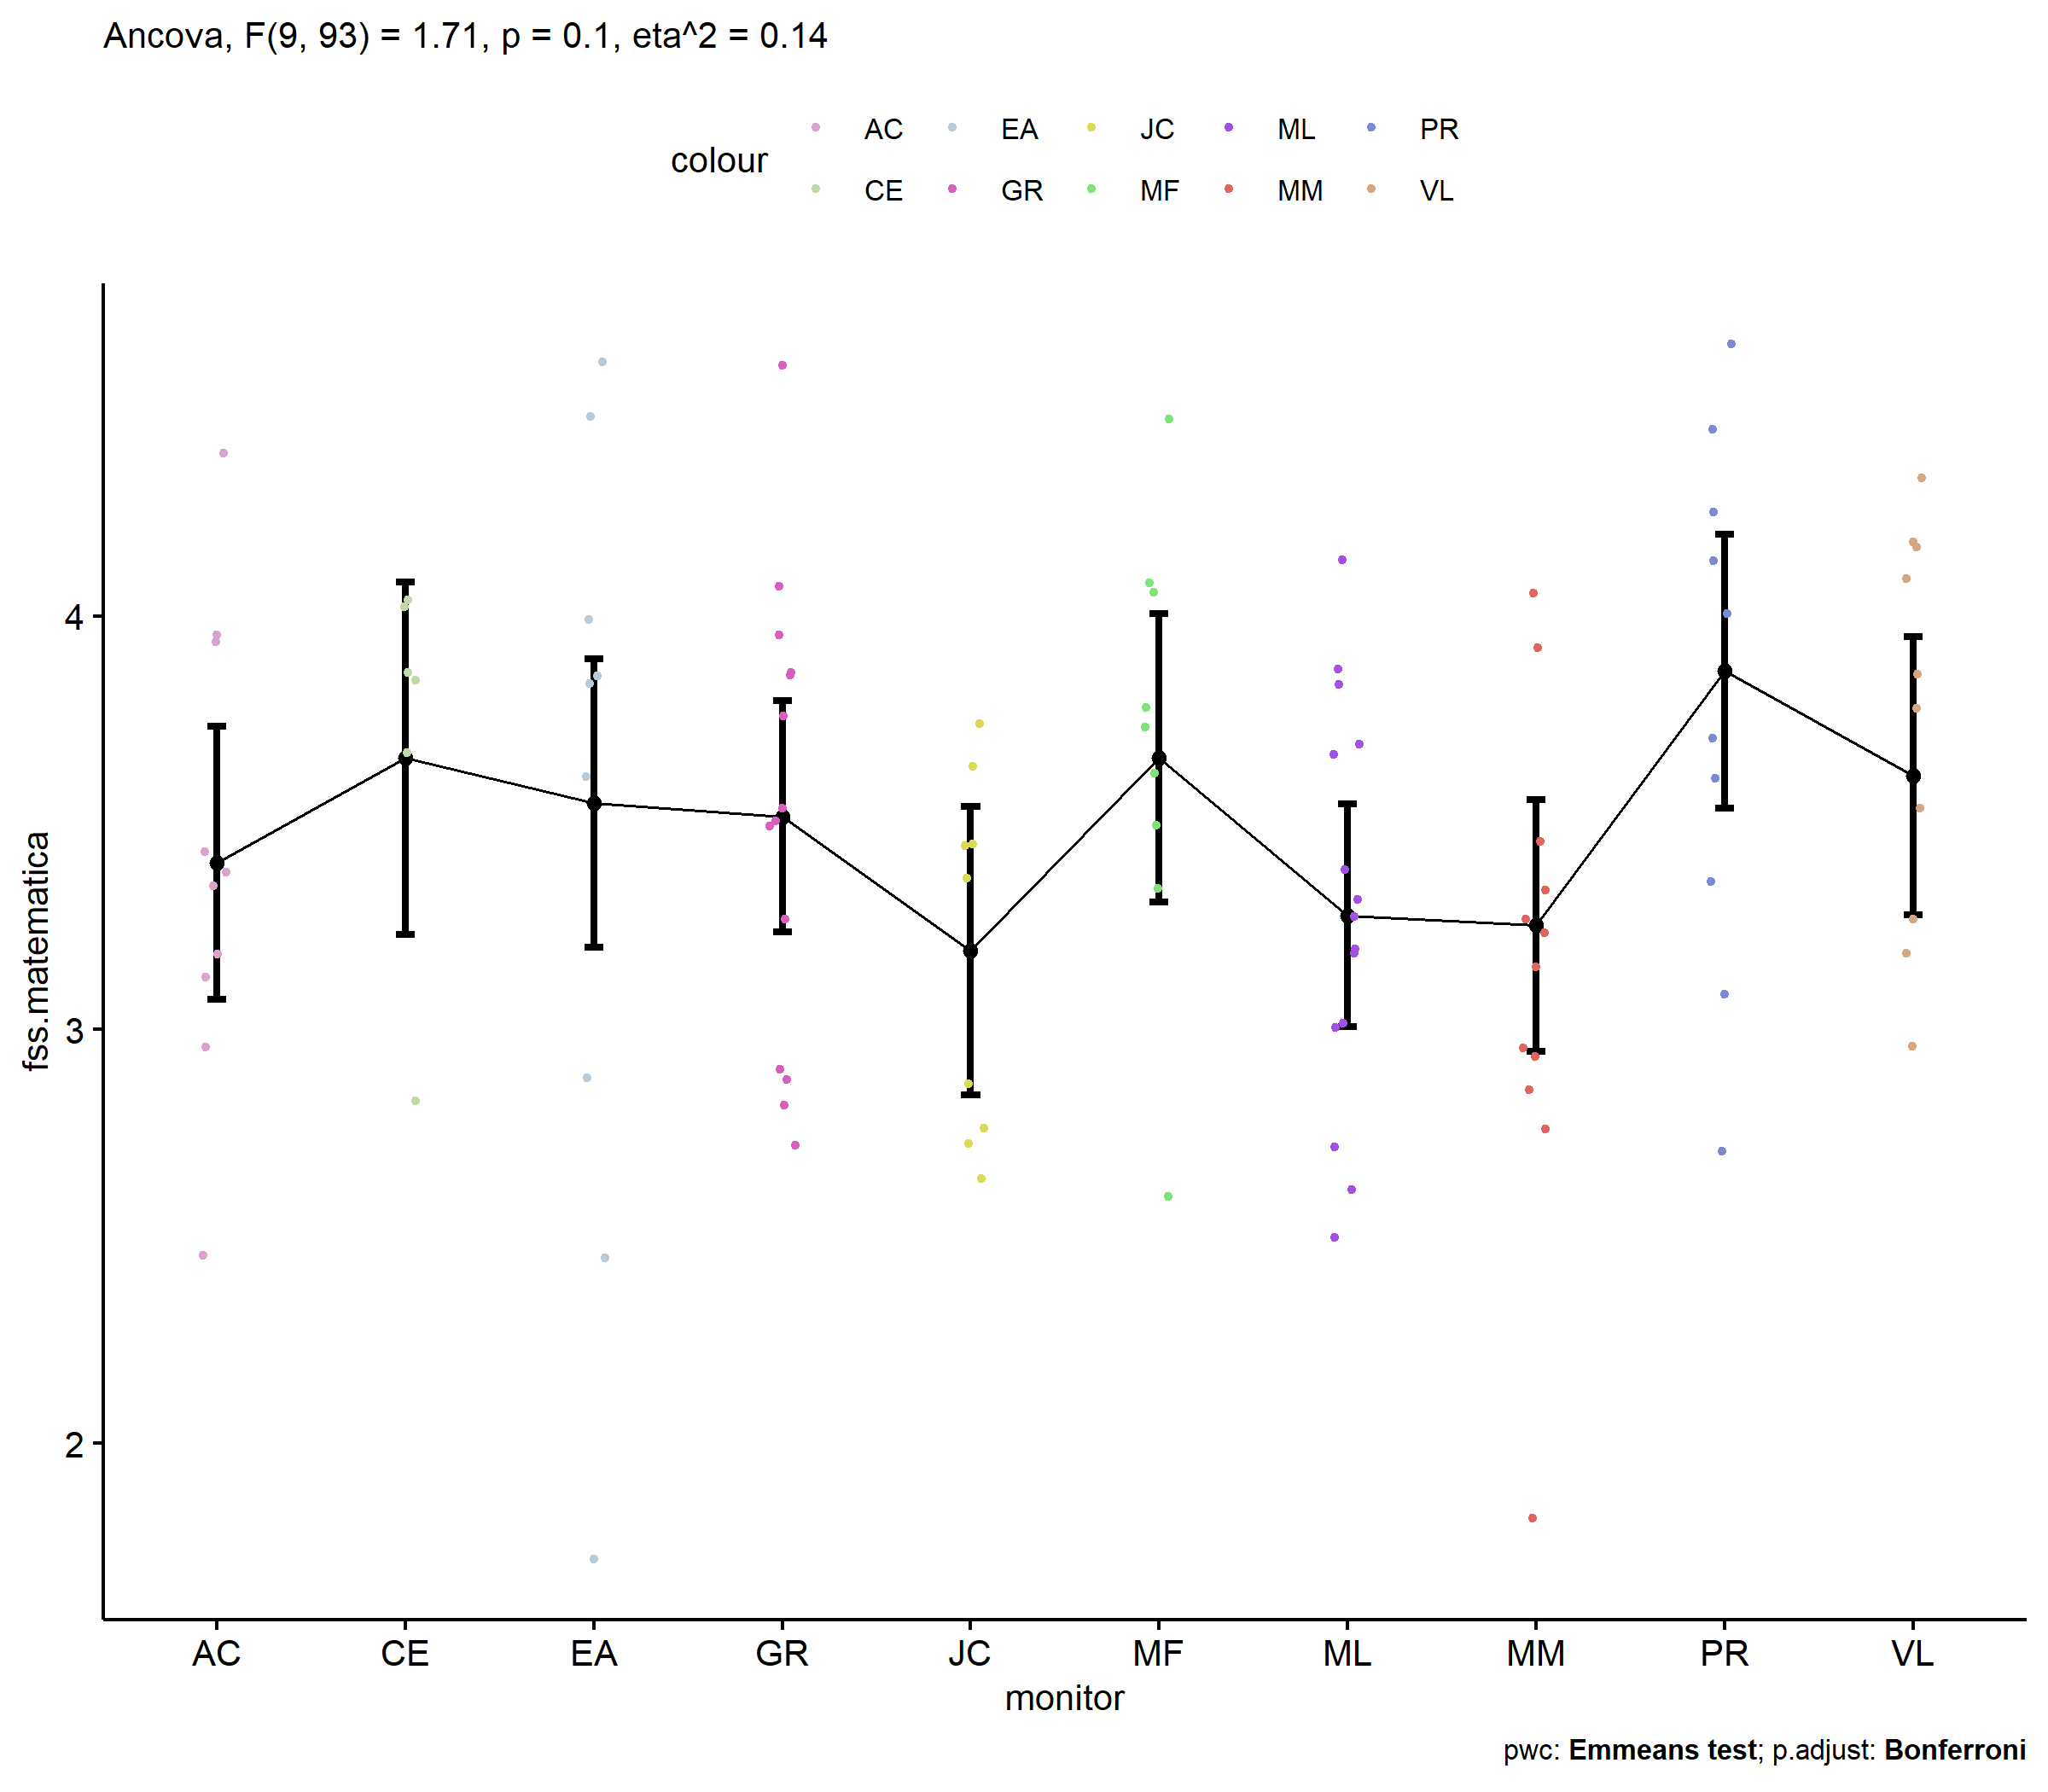 Ancova, F(9, 93) = 1.71, p = 0.1, eta^2 = 0.14
colour
AC EA JC ML PR
CE GR MF MM VL
fss.matematica
4
3
2
AC CE EA GR JC MF ML MM PR VL
monitor
pwc: Emmeans test; p.adjust: Bonferroni